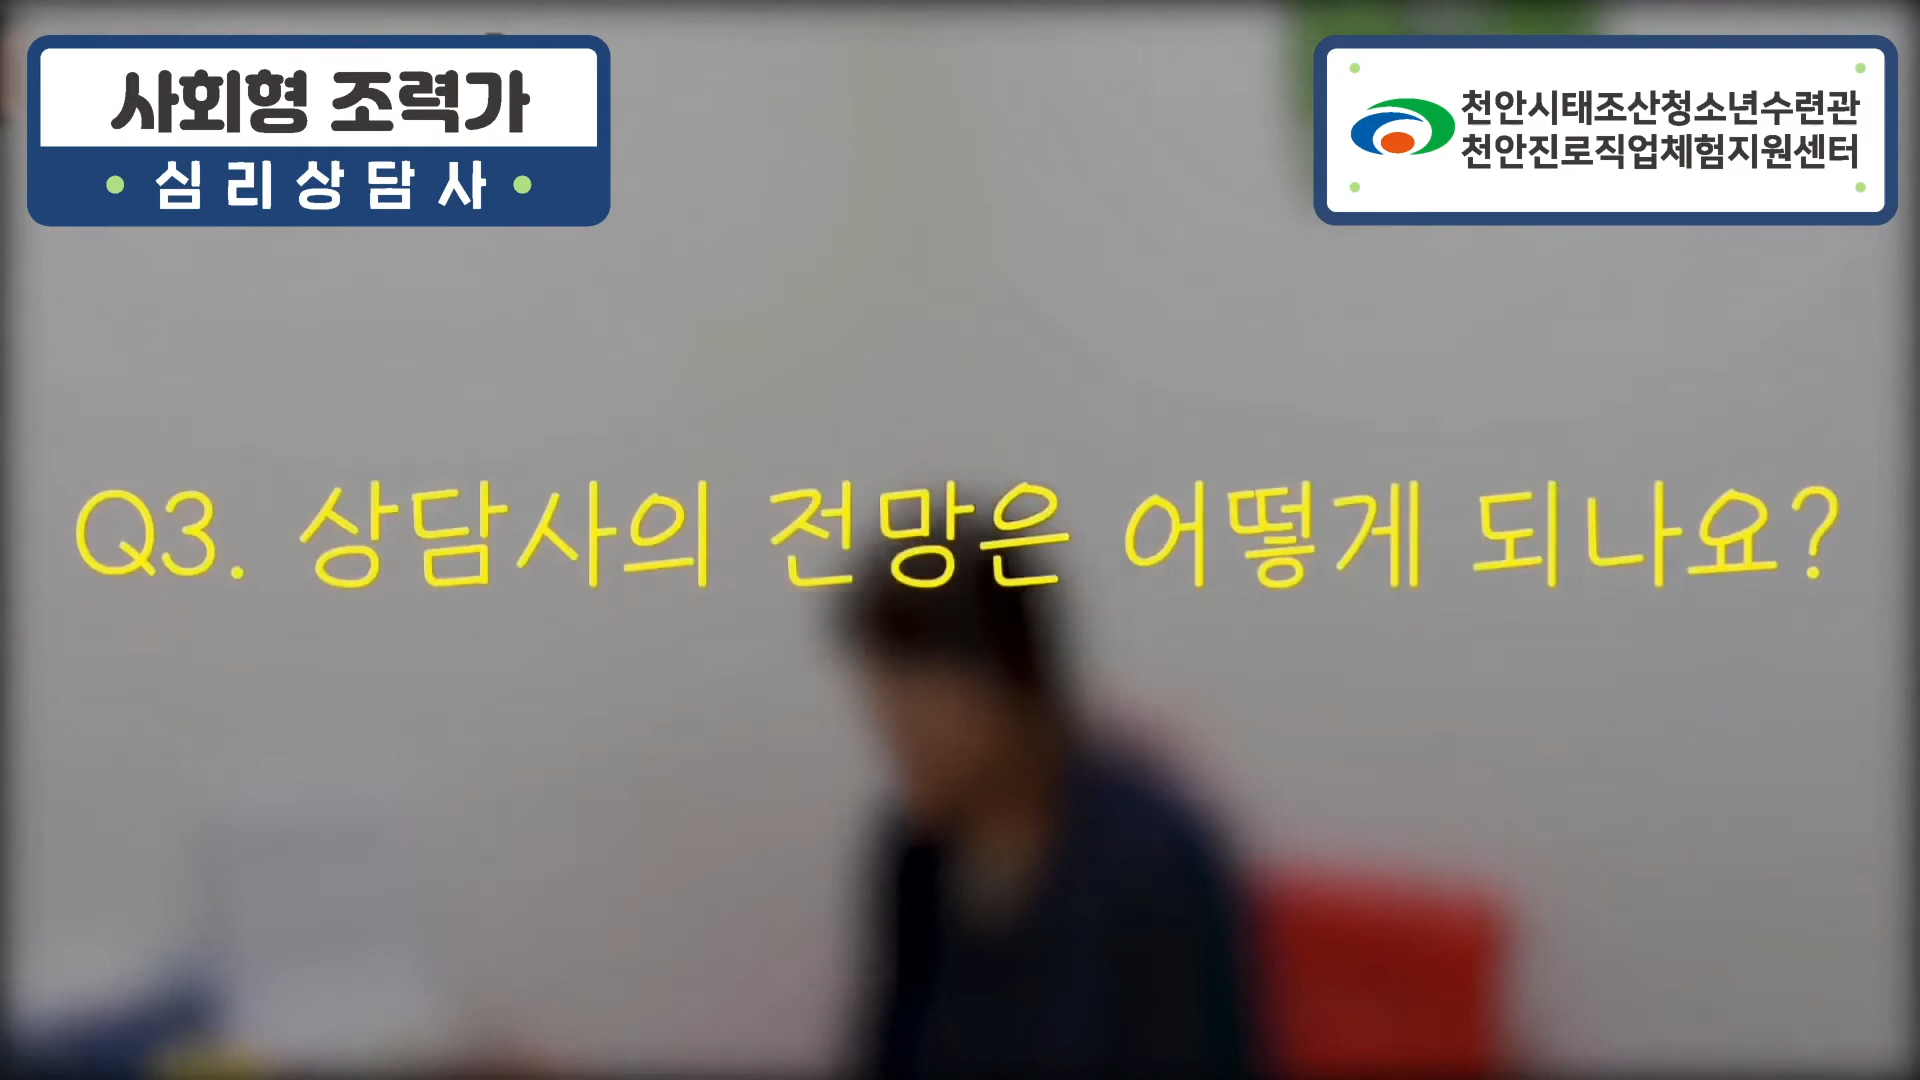 사회형 조력가
심리상담사
천안시태조산청소년수련관
천안진로직업체험지원센터
Q3. 상담사의 전망은 어떻게 되나요?